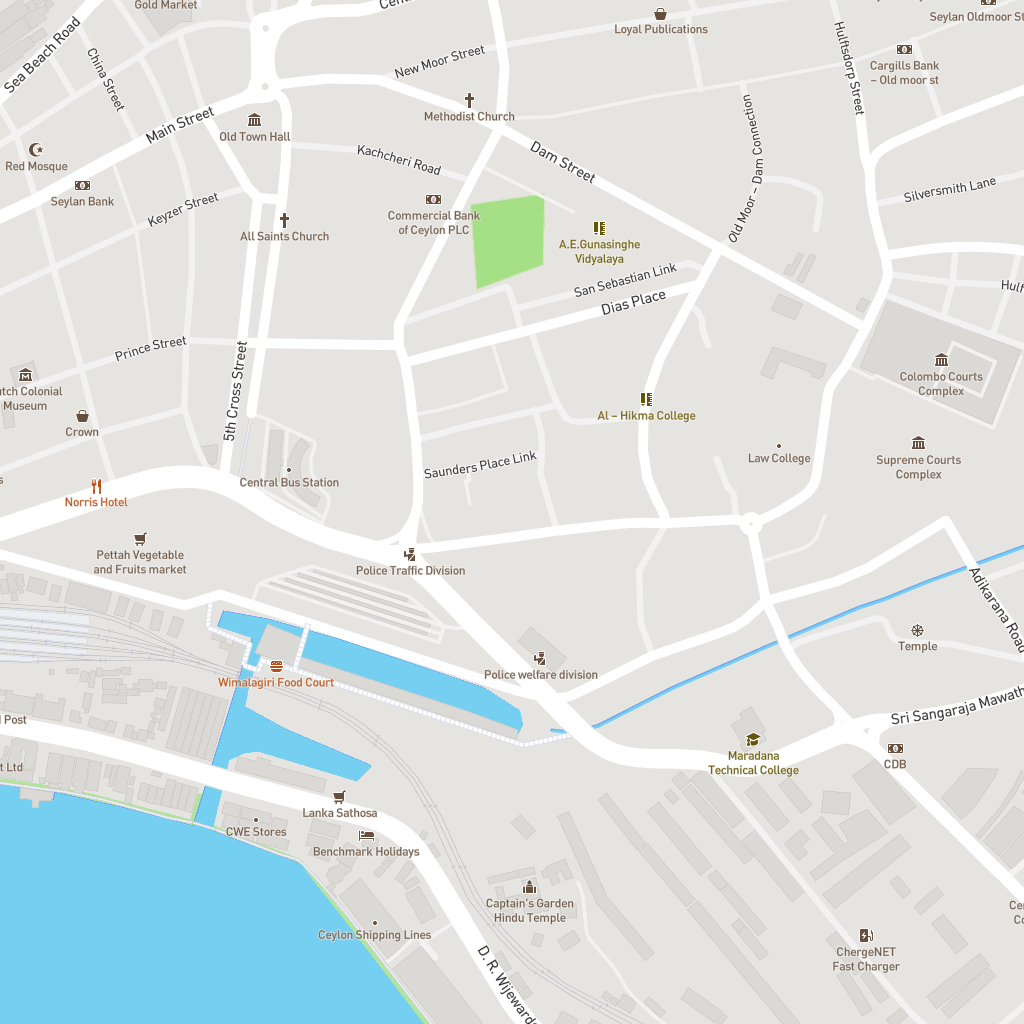 Gold Market
Loyal Publications
Seylan Oldmoor St
Sea Beach Road
China Street
New Moor Street
Hulftsdorp Street
Cargills Bank
– Old moor st
Main Street
Old Town Hall
Methodist Church
Old Moor – Dam Connection
Red Mosque
Kachcheri Road
Dam Street
Seylan Bank
Keyzer Street
Silversmith Lane
All Saints Church
Commercial Bank
of Ceylon PLC
A.E.Gunasinghe
Vidyalaya
San Sebastian Link
Dias Place
Prince Street
5th Cross Street
Colonial
Museum
Colombo Courts
Complex
Crown
Al – Hikma College
Saunders Place Link
Law College
Supreme Courts
Complex
Central Bus Station
Norris Hotel
Pettah Vegetable
and Fruits market
Police Traffic Division
Adikarana Road
Temple
Police welfare division
Wimalagiri Food Court
Post
Sri Sangaraja Mawath
Maradana
Technical College
CDB
t Ltd
Lanka Sathosa
CWE Stores
Benchmark Holidays
Captain's Garden
Hindu Temple
Ceylon Shipping Lines
ChergeNET
Fast Charger
D. R. Wijeward